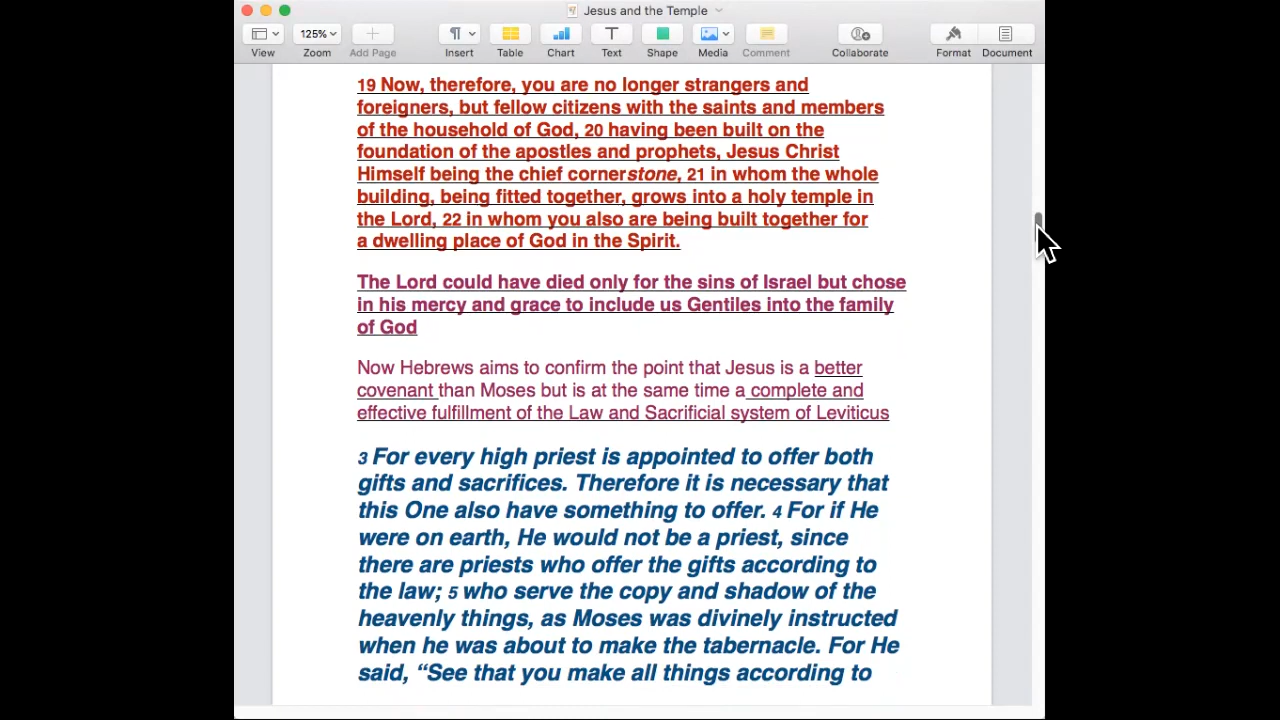 Jesus and the Temple
125%
View Zoom Add Page Insert Table Chart Text Shape Media Comment Collaborate Format Document
19 Now, therefore, you are no longer strangers and
foreigners, but fellow citizens with the saints and members
of the household of God, 20 having been built on the
foundation of the apostles and prophets, Jesus Christ
Himself being the chief cornerstone, 21 in whom the whole
building, being fitted together, grows into a holy temple in
the Lord, 22 in whom you also are being built together for
a dwelling place of God in the Spirit.
The Lord could have died only for the sins of Israel but chose
in his mercy and grace to include us Gentiles into the family
of God
Now Hebrews aims to confirm the point that Jesus is a better
covenant than Moses but is at the same time a complete and
effective fulfillment of the Law and Sacrificial system of Leviticus
3 For every high priest is appointed to offer both
gifts and sacrifices. Therefore it is necessary that
this One also have something to offer. 4 For if He
were on earth, He would not be a priest, since
there are priests who offer the gifts according to
the law; 5 who serve the copy and shadow of the
heavenly things, as Moses was divinely instructed
when he was about to make the tabernacle. For He
said, “See that you make all things according to